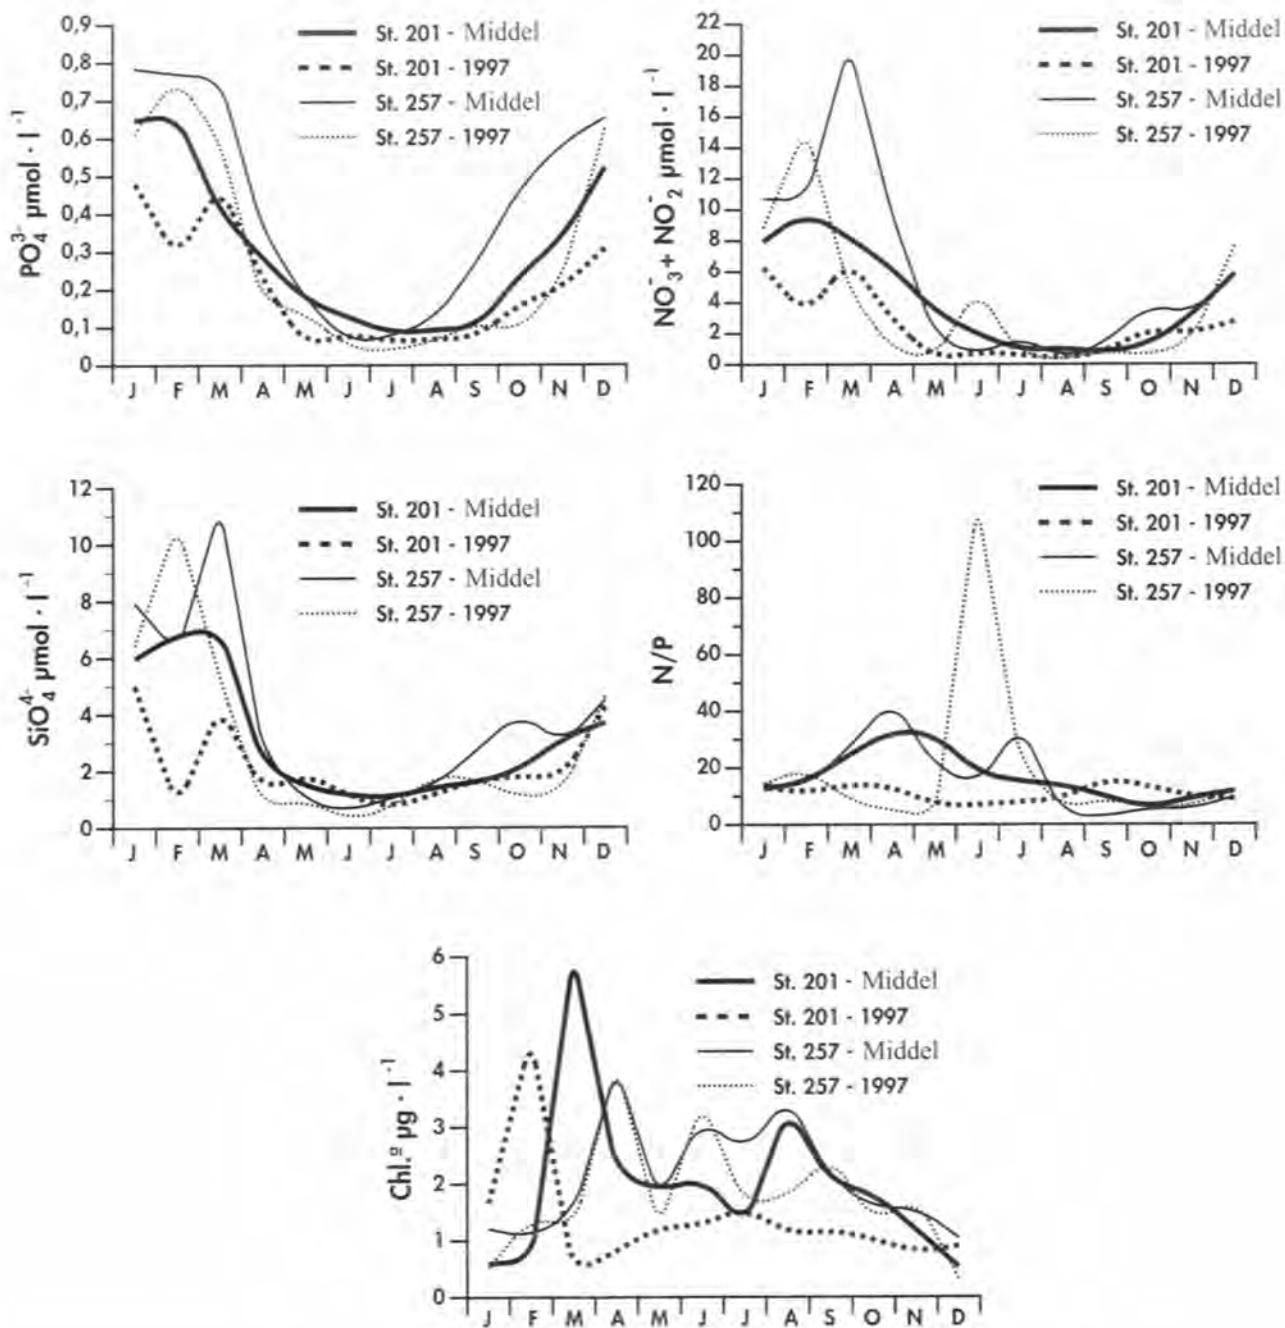 0,9
0,8
0,7
0,6
0,5
0,4
0,3
0,2
0,1
0
PO₄³⁻ µmol · l⁻¹
J F M A M J J A S O N D
St. 201 - Middel
St. 201 - 1997
St. 257 - Middel
St. 257 - 1997
22
20
18
16
14
12
10
8
6
4
2
0
NO₃⁻ + NO₂⁻ µmol · l⁻¹
J F M A M J J A S O N D
St. 201 - Middel
St. 201 - 1997
St. 257 - Middel
St. 257 - 1997
12
10
8
6
4
2
0
SiO₄⁴⁻ µmol · l⁻¹
J F M A M J J A S O N D
St. 201 - Middel
St. 201 - 1997
St. 257 - Middel
St. 257 - 1997
120
100
80
60
40
20
0
N/P
J F M A M J J A S O N D
St. 201 - Middel
St. 201 - 1997
St. 257 - Middel
St. 257 - 1997
6
5
4
3
2
1
0
Chl.ª µg · l⁻¹
J F M A M J J A S O N D
St. 201 - Middel
St. 201 - 1997
St. 257 - Middel
St. 257 - 1997